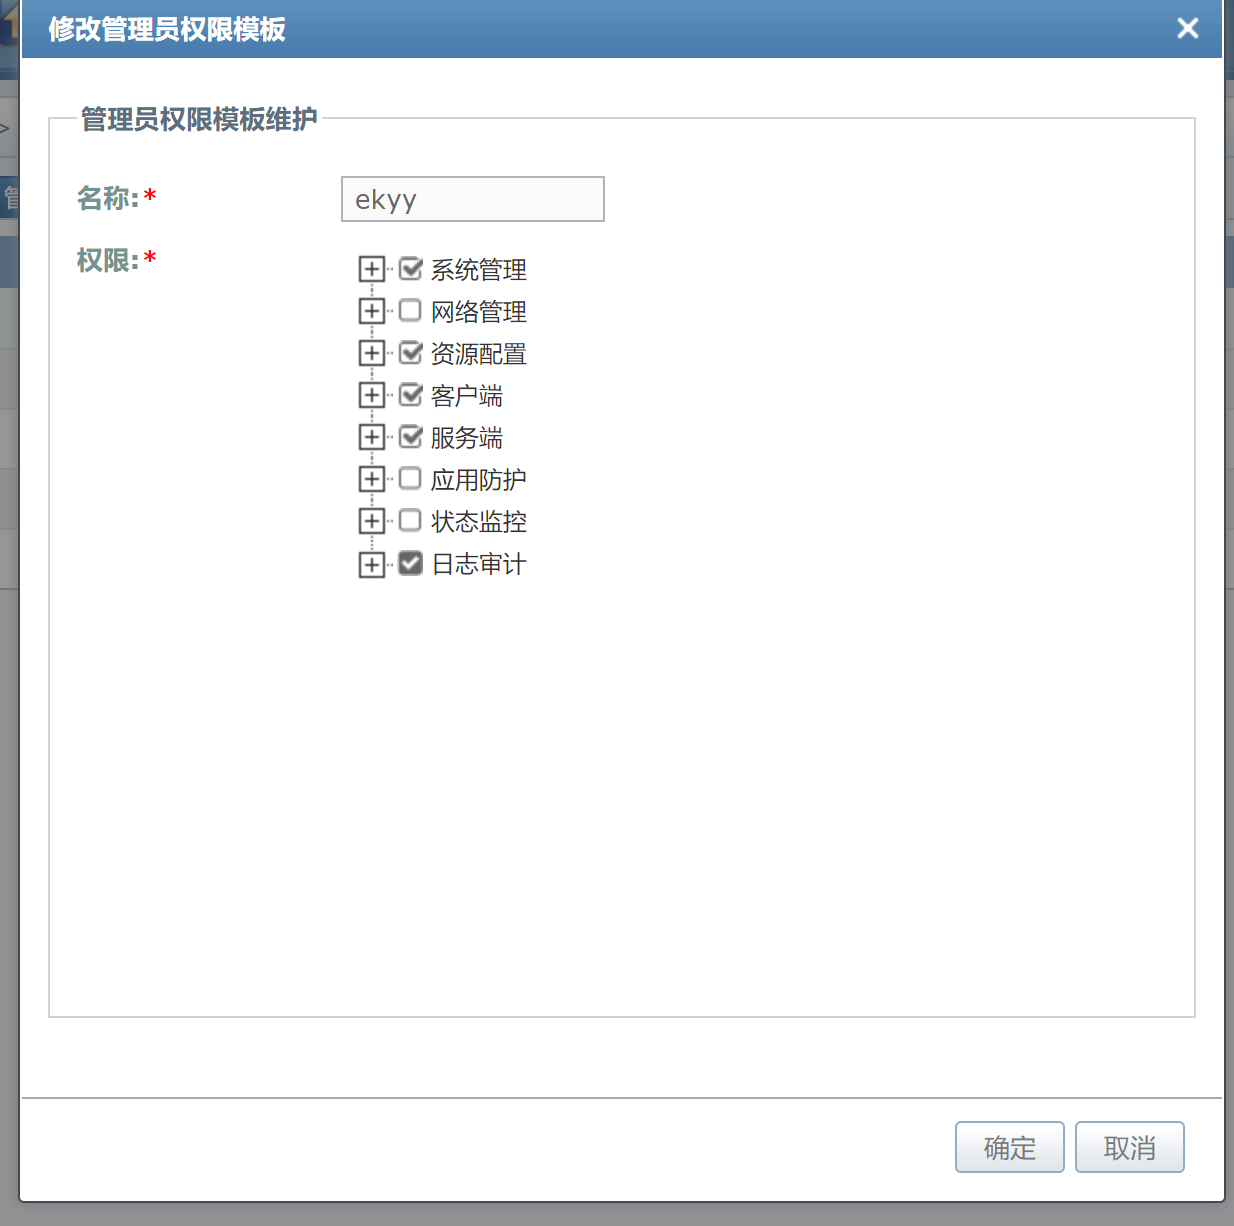 修改管理员权限模板
管理员权限模板维护
>
管
名称:* ekyy
权限:*
系统管理
网络管理
资源配置
客户端
服务端
应用防护
状态监控
日志审计
确定 取消